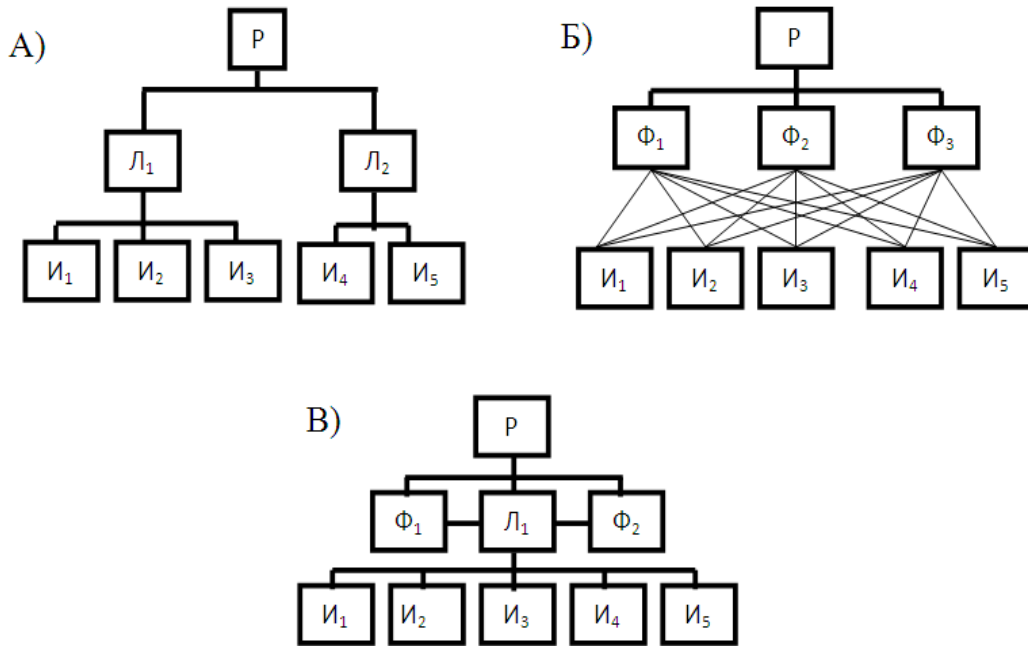 А)
Р
Л₁ Л₂
И₁ И₂ И₃ И₄ И₅
Б)
Р
Ф₁ Ф₂ Ф₃
И₁ И₂ И₃ И₄ И₅
В)
Р
Ф₁ Л₁ Ф₂
И₁ И₂ И₃ И₄ И₅